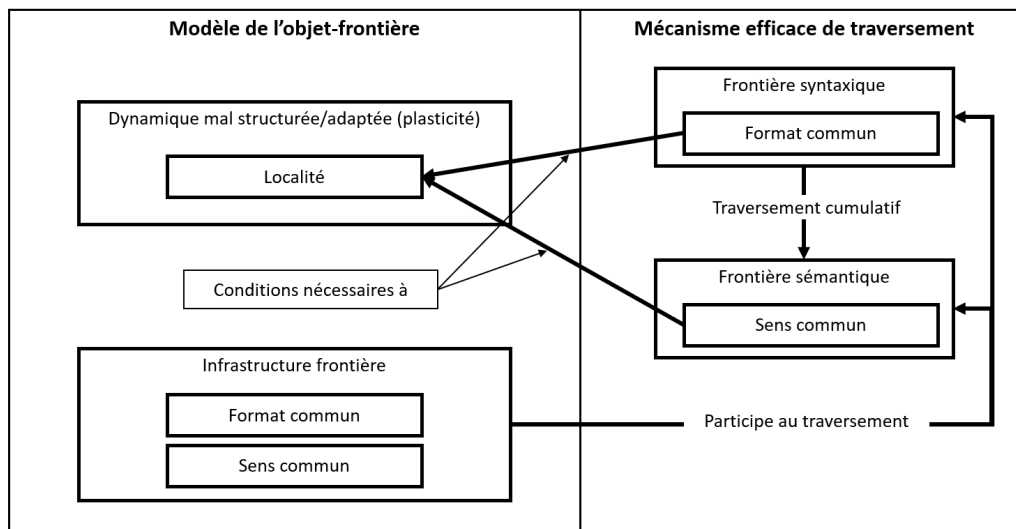 Modèle de l’objet-frontière
Dynamique mal structurée/adaptée (plasticité)
Localité
Conditions nécessaires à
Infrastructure frontière
Format commun
Sens commun
Mécanisme efficace de traversement
Frontière syntaxique
Format commun
Traversement cumulatif
Frontière sémantique
Sens commun
Participe au traversement